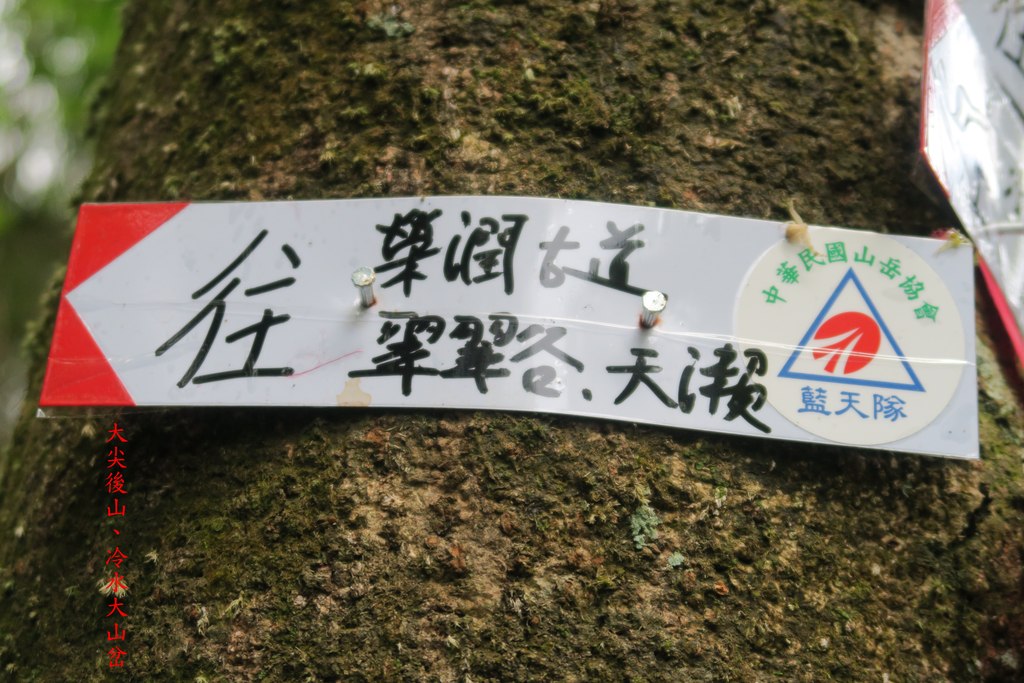 往
榮潤古道
翠翠谷、天瀨
中華民國山岳協會
藍天隊
大尖後山、冷水大山岔